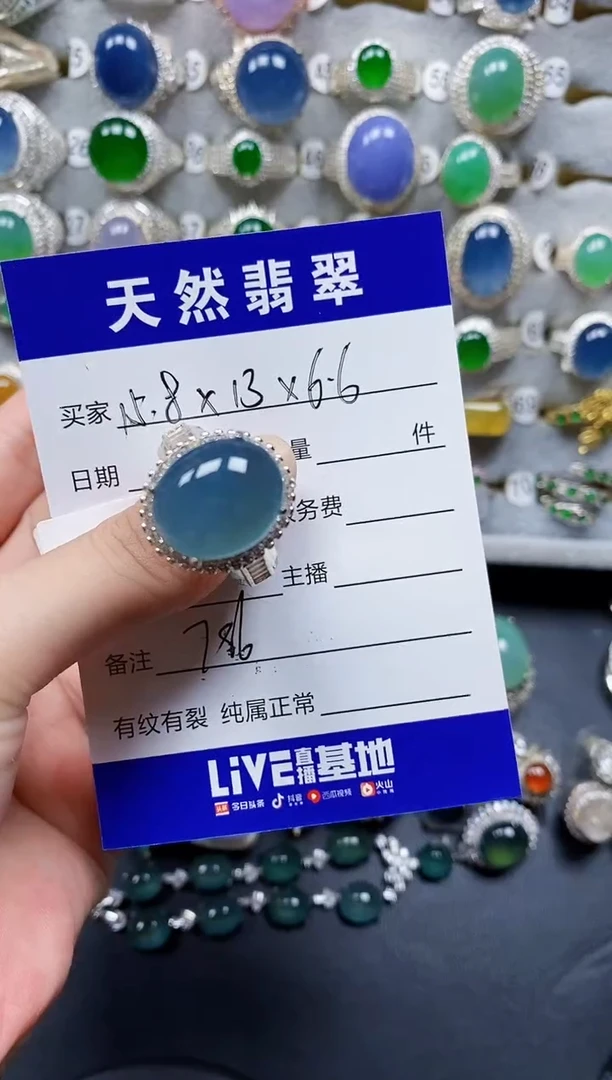 天然翡翠
买家 15.8×13×6.6
日期 量 件
务费
主播
备注 786
有纹有裂 纯属正常
LiVE直播基地
头条 今日头条 抖音 西瓜视频 火山